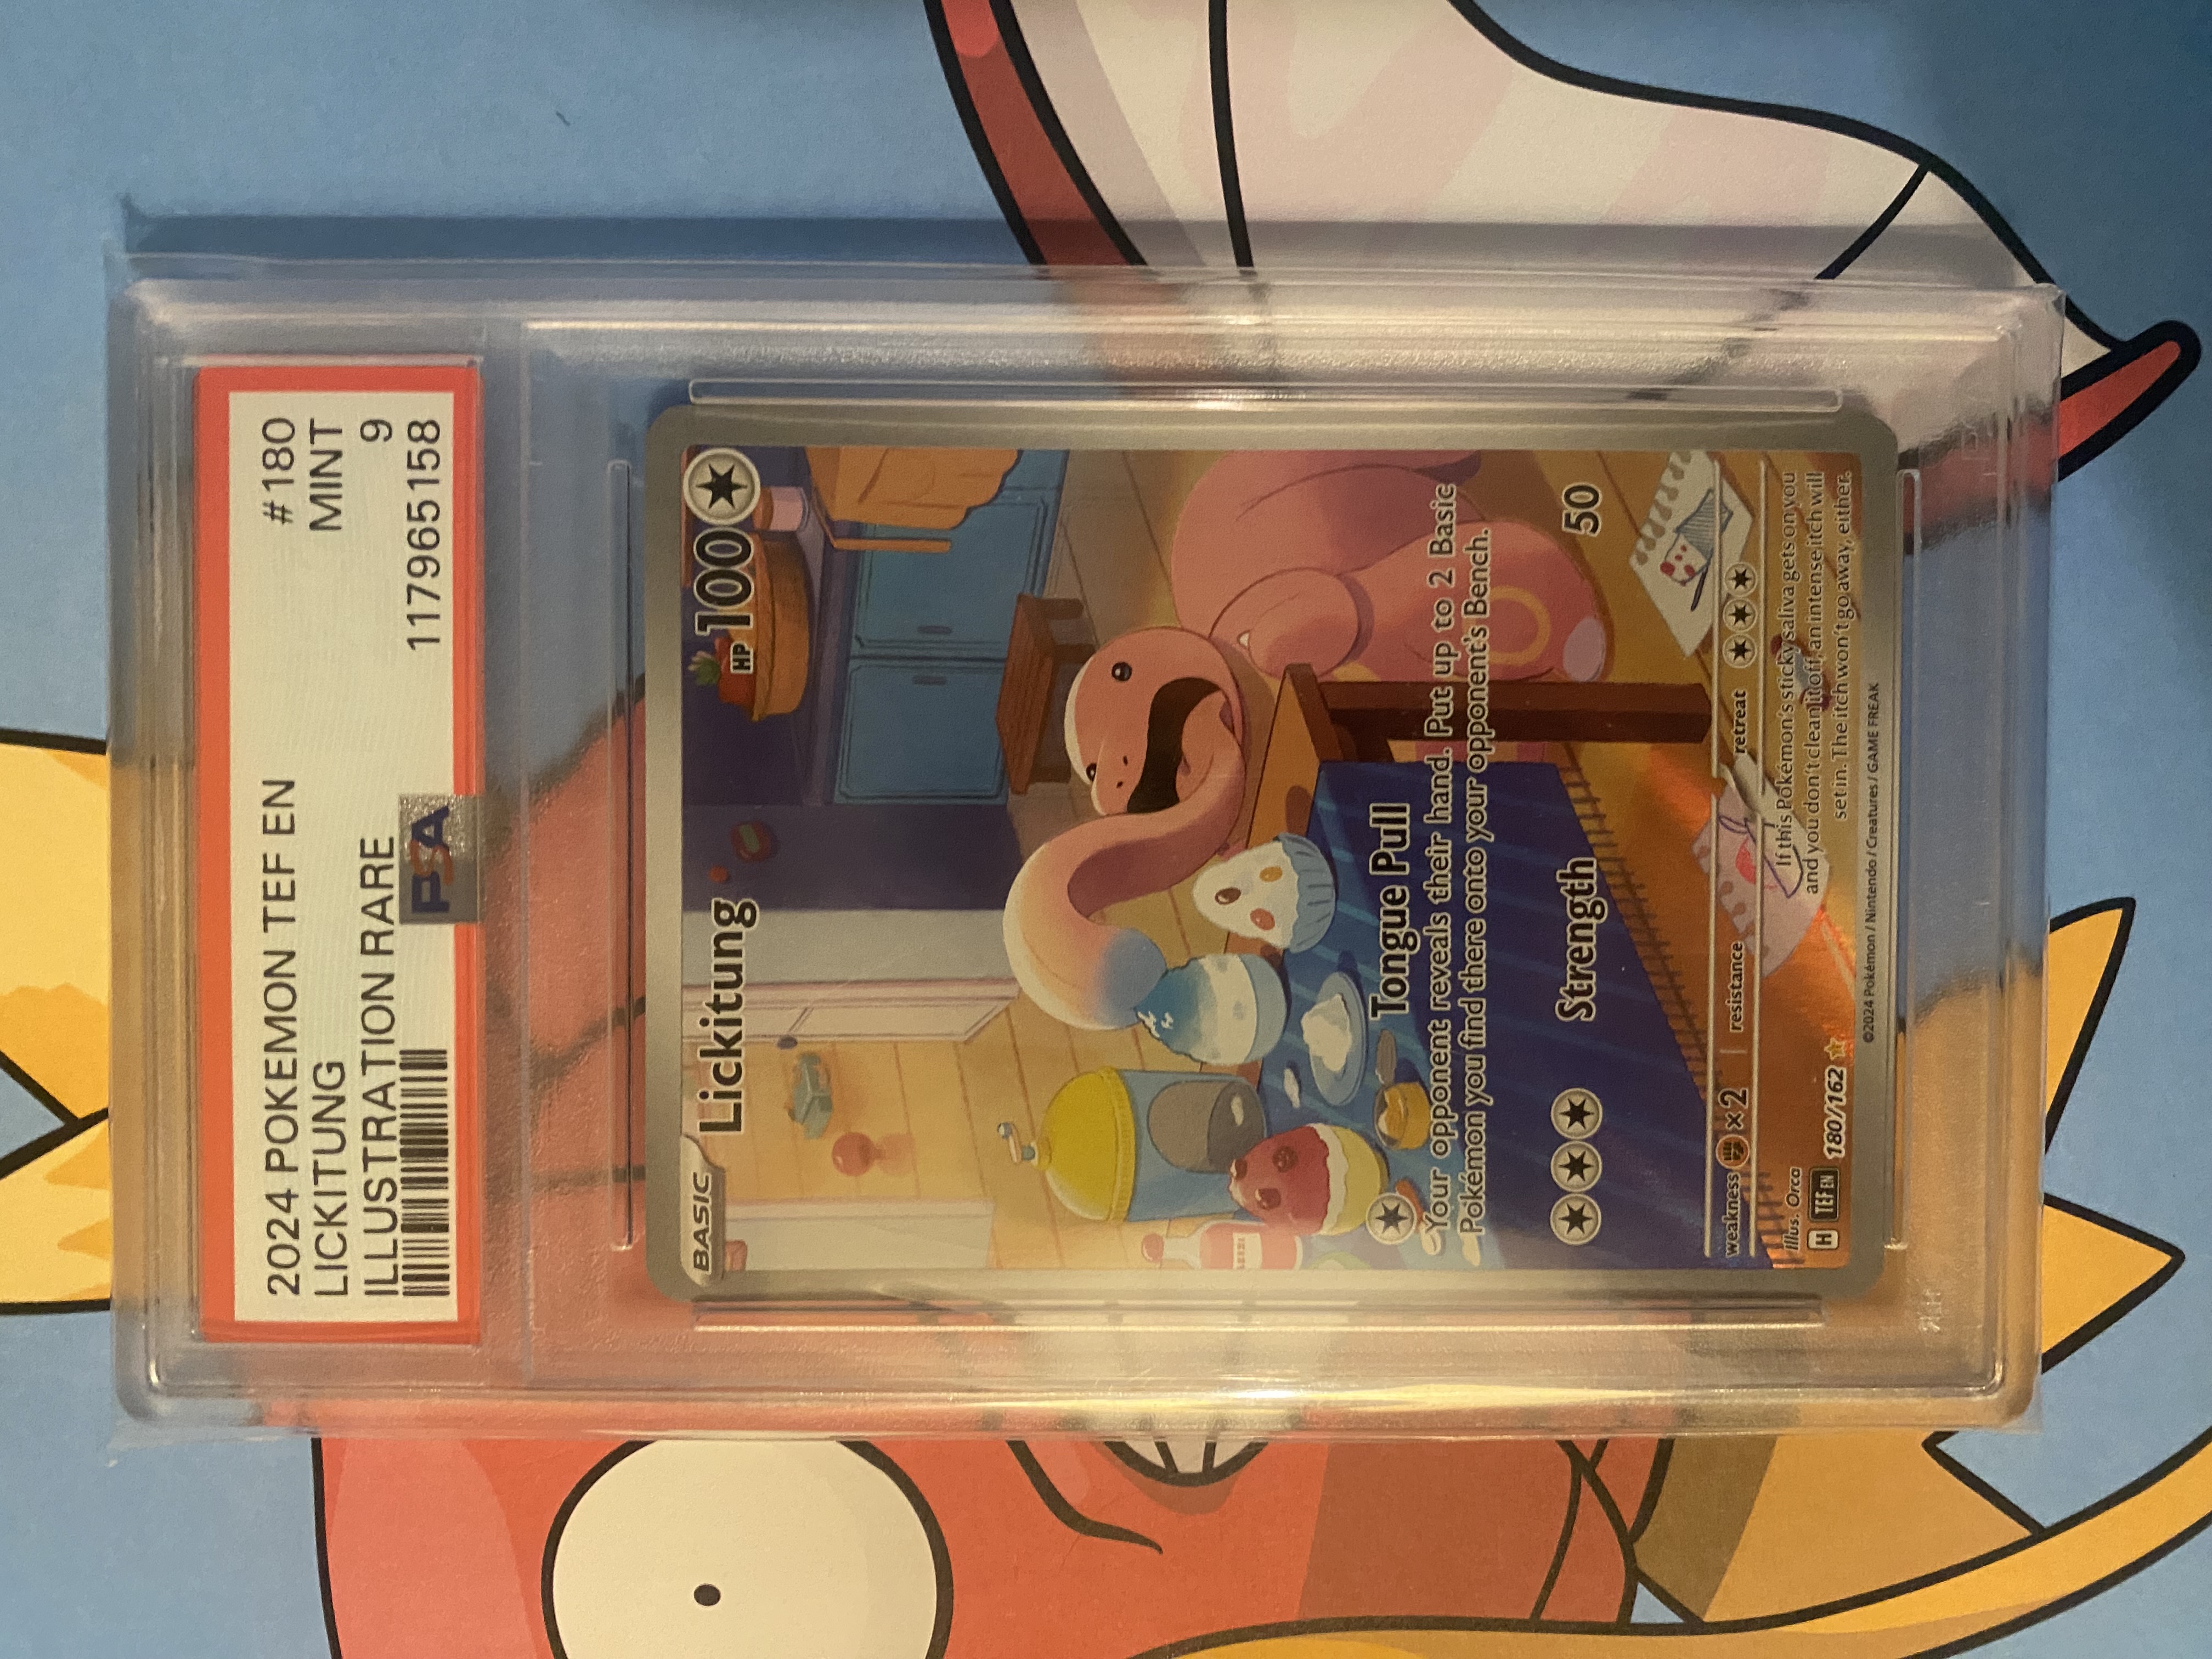 2024 POKEMON TEF EN #180
LICKITUNG MINT
ILLUSTRATION RARE 9
PSA 117965158
BASIC
Lickitung HP 100
Tongue Pull
Your opponent reveals their hand. Put up to 2 Basic
Pokémon you find there onto your opponent's Bench.
Strength 50
weakness ×2 resistance retreat
Illus. Orca
If this Pokémon's sticky saliva gets on you
and you don't clean it off, an intense itch will
set in. The itch won't go away, either.
H TEF EN 180/162
©2024 Pokémon / Nintendo / Creatures / GAME FREAK